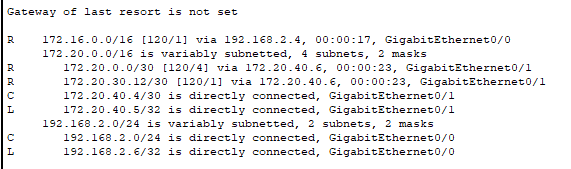 Gateway of last resort is not set
R 172.16.0.0/16 [120/1] via 192.168.2.4, 00:00:17, GigabitEthernet0/0
172.20.0.0/16 is variably subnetted, 4 subnets, 2 masks
R 172.20.0.0/30 [120/4] via 172.20.40.6, 00:00:23, GigabitEthernet0/1
R 172.20.30.12/30 [120/1] via 172.20.40.6, 00:00:23, GigabitEthernet0/1
C 172.20.40.4/30 is directly connected, GigabitEthernet0/1
L 172.20.40.5/32 is directly connected, GigabitEthernet0/1
192.168.2.0/24 is variably subnetted, 2 subnets, 2 masks
C 192.168.2.0/24 is directly connected, GigabitEthernet0/0
L 192.168.2.6/32 is directly connected, GigabitEthernet0/0